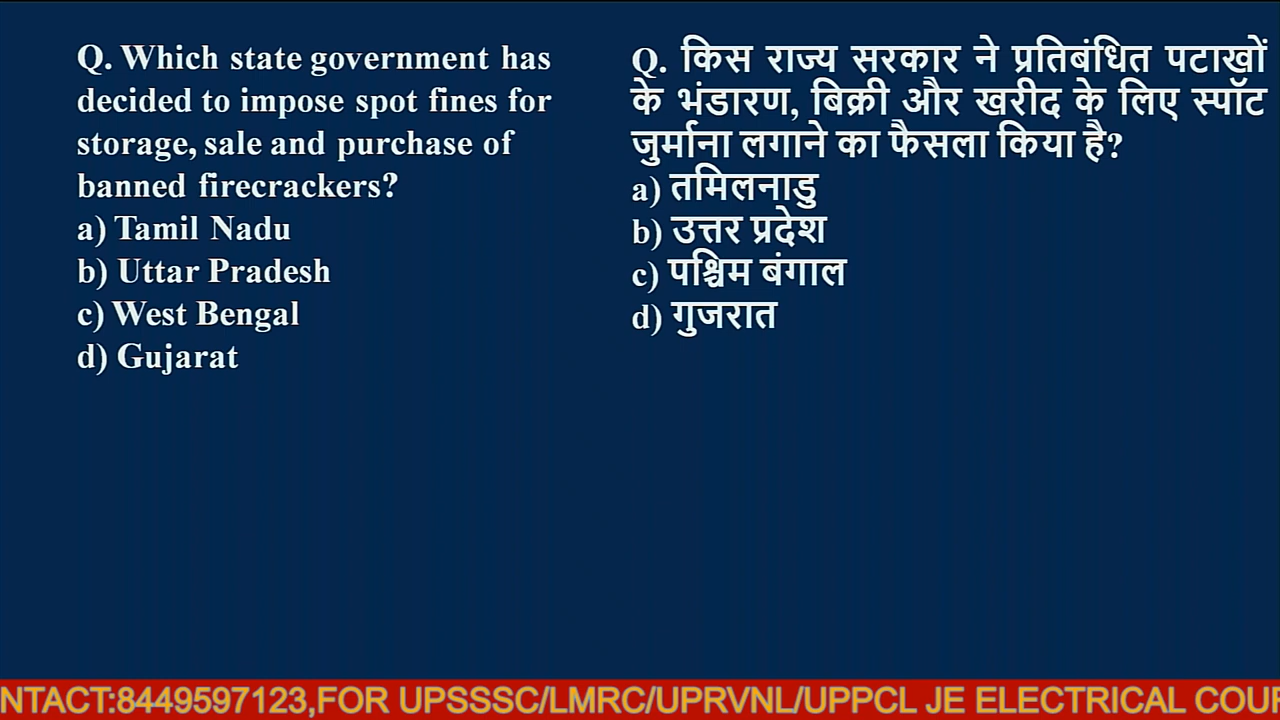 Q. Which state government has
decided to impose spot fines for
storage, sale and purchase of
banned firecrackers?
a) Tamil Nadu
b) Uttar Pradesh
c) West Bengal
d) Gujarat
Q. किस राज्य सरकार ने प्रतिबंधित पटाखों
के भंडारण, बिक्री और खरीद के लिए स्पॉट
जुर्माना लगाने का फैसला किया है?
a) तमिलनाडु
b) उत्तर प्रदेश
c) पश्चिम बंगाल
d) गुजरात
NTACT:8449597123,FOR UPSSSC/LMRC/UPRVNL/UPPCL JE ELECTRICAL COUR